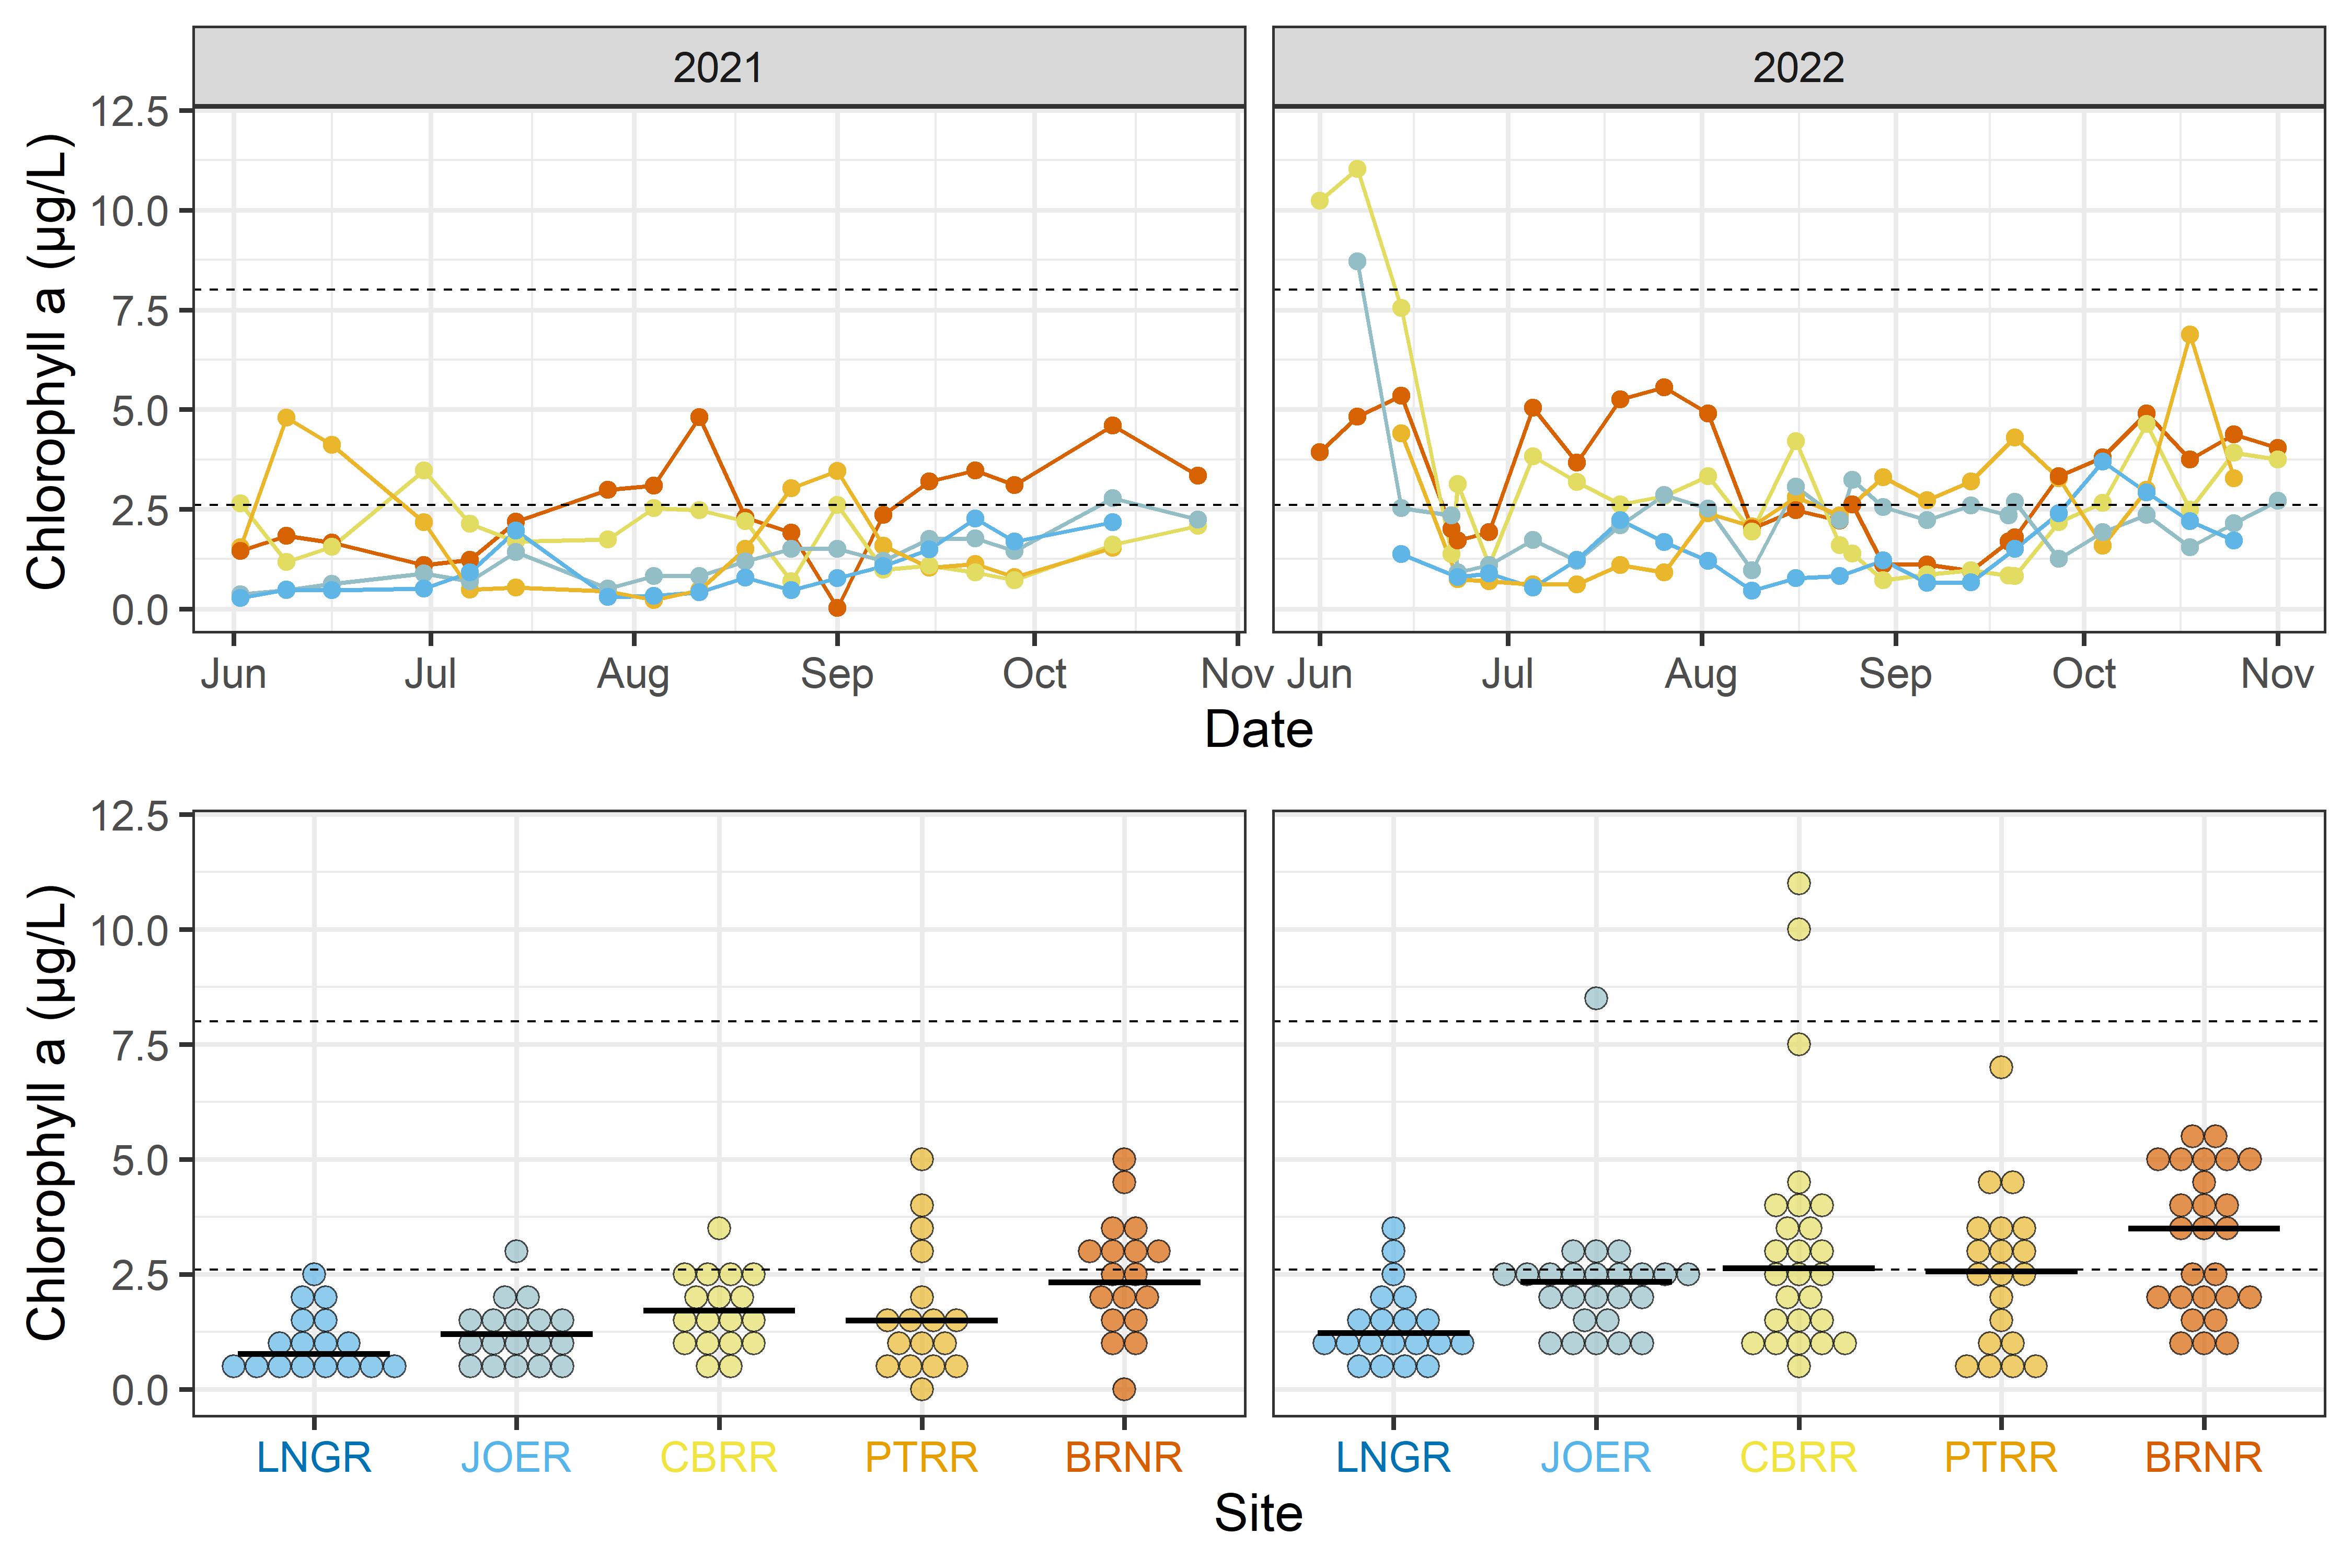 2021 2022
Chlorophyll a (µg/L)
12.5
10.0
7.5
5.0
2.5
0.0
Jun Jul Aug Sep Oct Nov Jun Jul Aug Sep Oct Nov
Date
Chlorophyll a (µg/L)
12.5
10.0
7.5
5.0
2.5
0.0
LNGR JOER CBRR PTRR BRNR LNGR JOER CBRR PTRR BRNR
Site